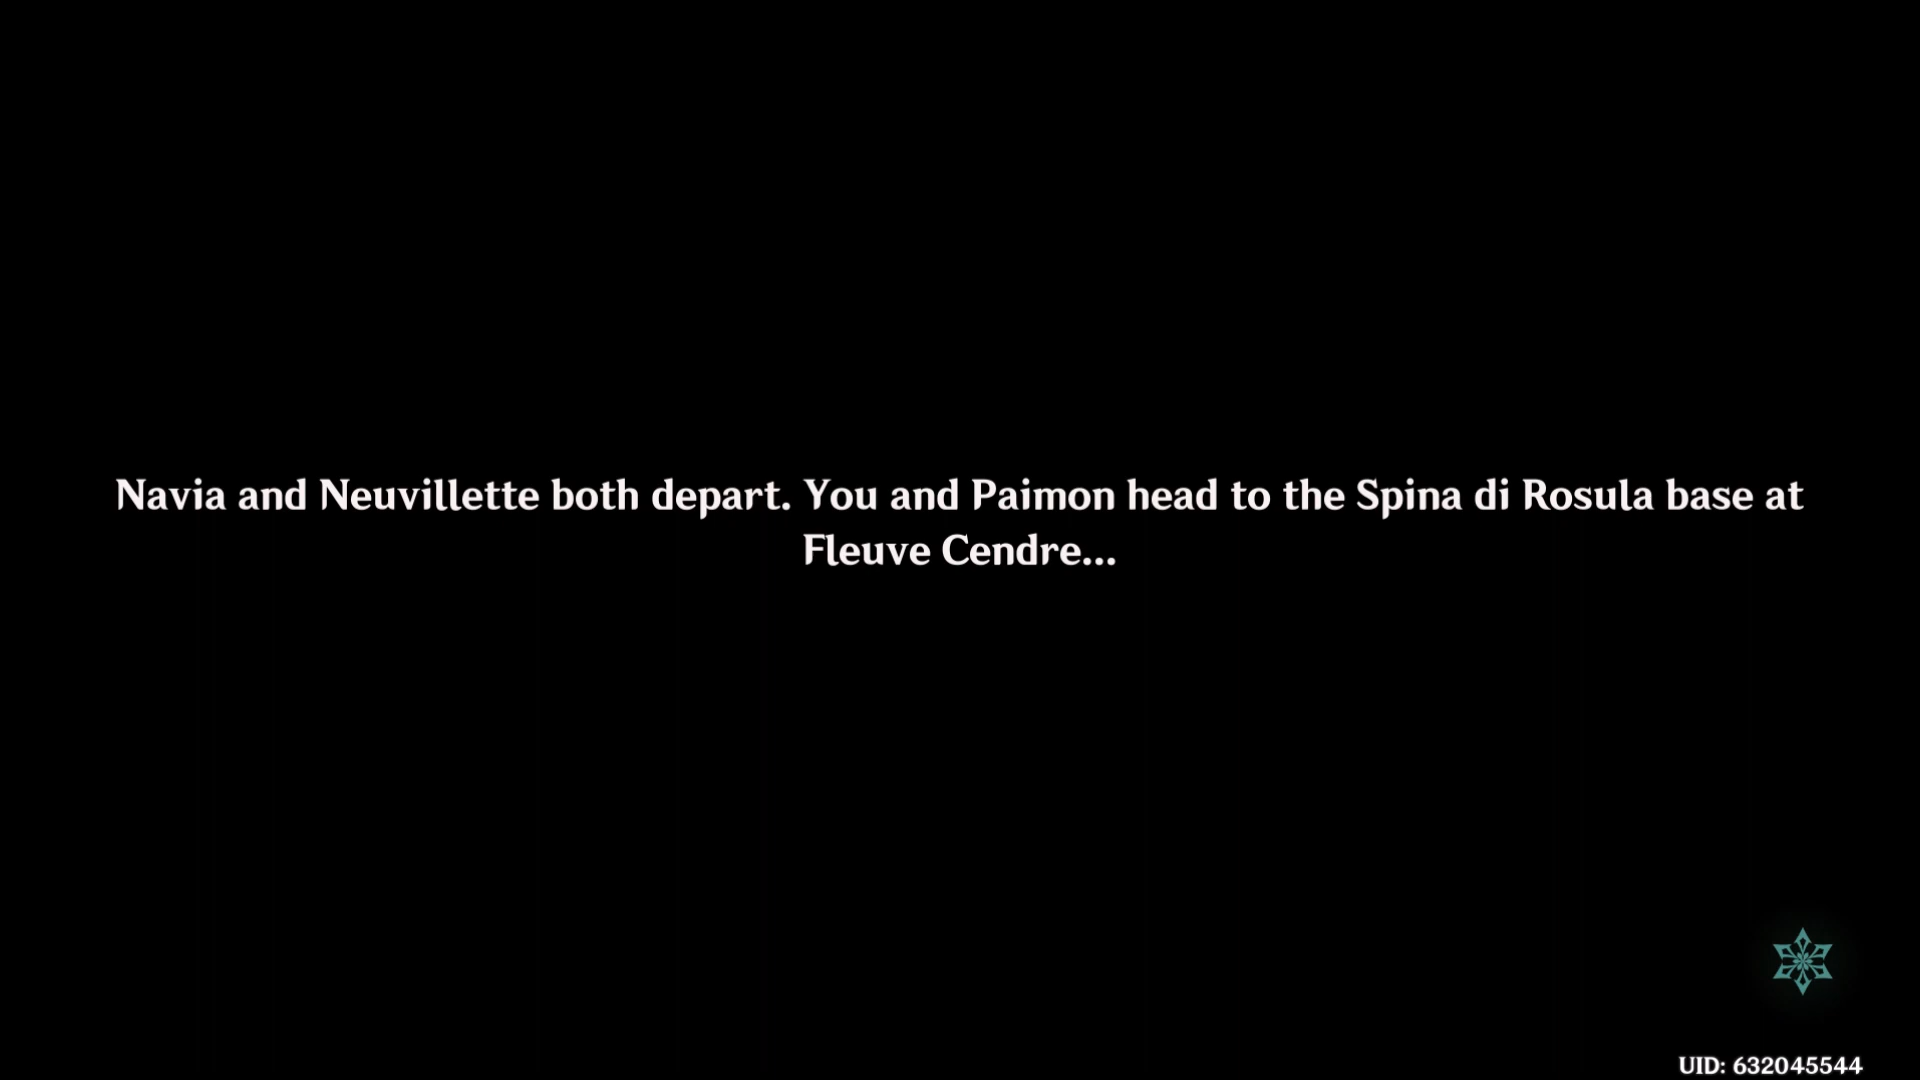 Navia and Neuvillette both depart. You and Paimon head to the Spina di Rosula base at
Fleuve Cendre...
UID: 632045544